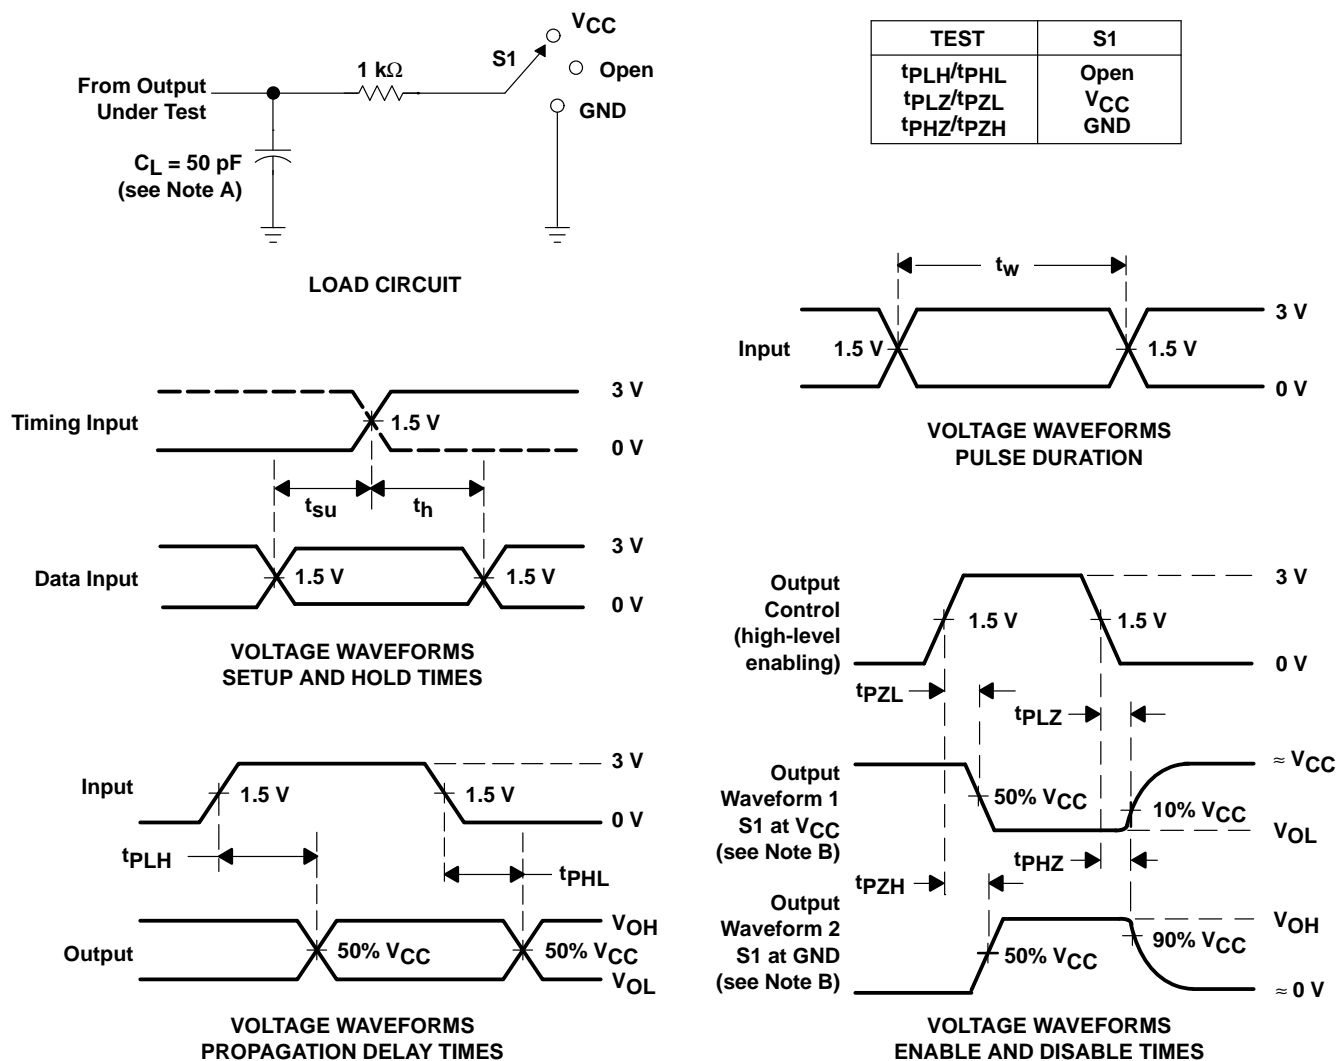 VCC
S1
Open
GND
1 kΩ
From Output
Under Test
CL = 50 pF
(see Note A)
LOAD CIRCUIT
TEST S1
tPLH/tPHL Open
tPLZ/tPZL VCC
tPHZ/tPZH GND
tw
Input 1.5 V 1.5 V
3 V
0 V
VOLTAGE WAVEFORMS
PULSE DURATION
Timing Input 1.5 V
3 V
0 V
tsu th
Data Input 1.5 V 1.5 V
3 V
0 V
VOLTAGE WAVEFORMS
SETUP AND HOLD TIMES
Input 1.5 V 1.5 V
3 V
0 V
tPLH tPHL
Output 50% VCC 50% VCC
VOH
VOL
VOLTAGE WAVEFORMS
PROPAGATION DELAY TIMES
Output
Control
(high-level
enabling)
1.5 V 1.5 V
3 V
0 V
tPZL tPLZ
Output
Waveform 1
S1 at VCC
(see Note B)
50% VCC 10% VCC
≈ VCC
VOL
tPZH tPHZ
Output
Waveform 2
S1 at GND
(see Note B)
50% VCC 90% VCC
VOH
≈ 0 V
VOLTAGE WAVEFORMS
ENABLE AND DISABLE TIMES